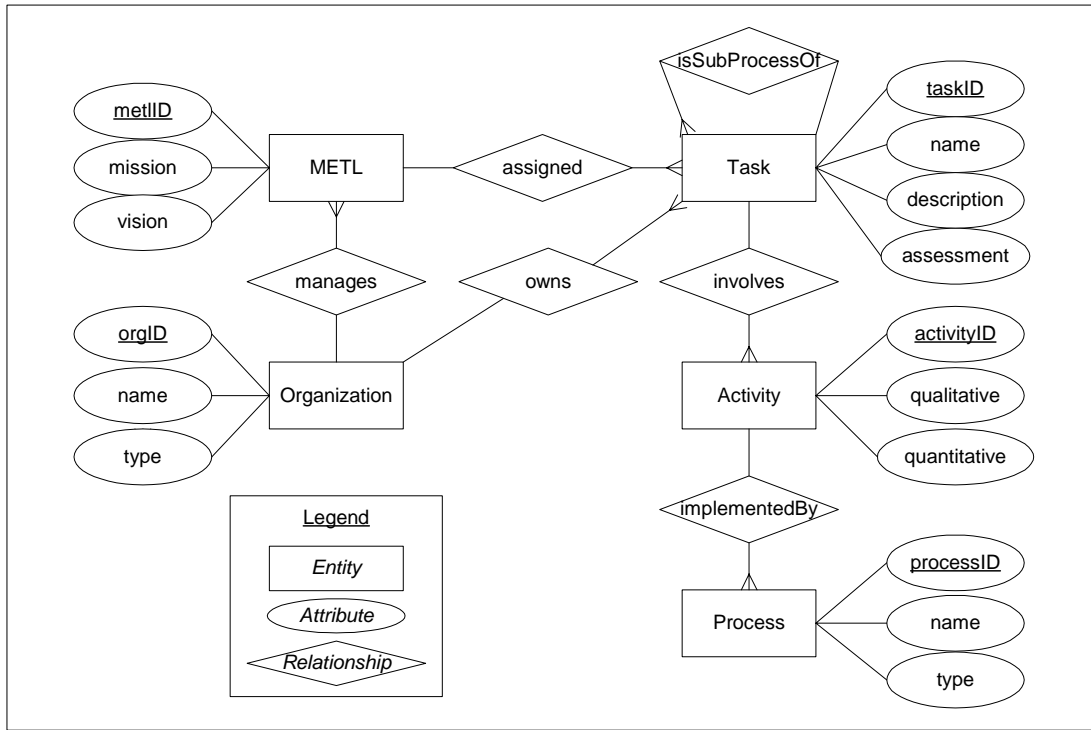 isSubProcessOf
metlID
mission
vision
METL
assigned
Task
taskID
name
description
assessment
manages
owns
involves
orgID
name
type
Organization
Activity
activityID
qualitative
quantitative
implementedBy
Process
processID
name
type
Legend
Entity
Attribute
Relationship